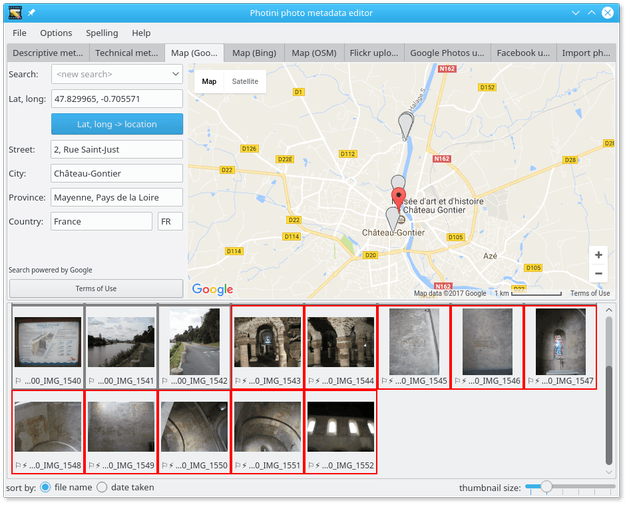 Photini photo metadata editor
File Options Spelling Help
Descriptive met... Technical met... Map (Goo... Map (Bing) Map (OSM) Flickr uplo... Google Photos u... Facebook u... Import ph...
Search: <new search>
Lat, long: 47.829965, -0.705571
Lat, long -> location
Street: 2, Rue Saint-Just
City: Château-Gontier
Province: Mayenne, Pays de la Loire
Country: France FR
Search powered by Google
Terms of Use
Map Satellite
N162
D152
D1
Halage S
D126
D22E
D112
N162
D28
D22
D20
sée d'art et d'histoire
Château Gontier
D22
D114
D114
Château-Gontier
D105
D20
Azé
D105
N162
+
−
Google
Map data ©2017 Google 1 km Terms of Use
...00_IMG_1540 ...00_IMG_1541 ...00_IMG_1542 ...0_IMG_1543 ...0_IMG_1544 ...0_IMG_1545 ...0_IMG_1546 ...0_IMG_1547
...0_IMG_1548 ...0_IMG_1549 ...0_IMG_1550 ...0_IMG_1551 ...0_IMG_1552
sort by: file name date taken thumbnail size: